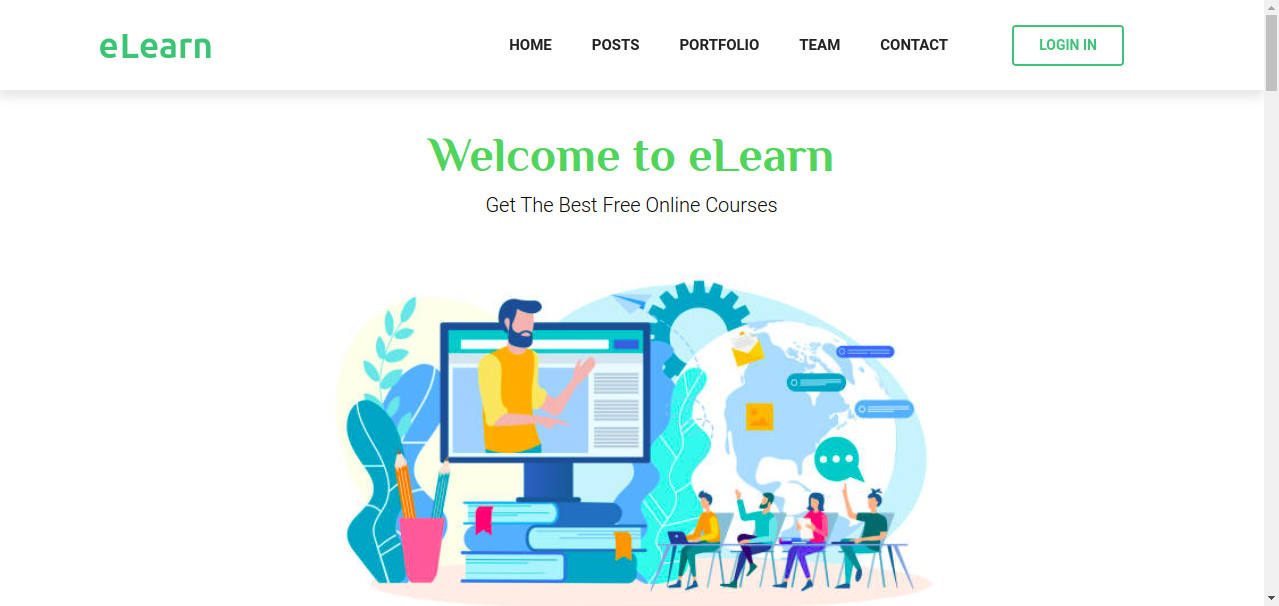 eLearn
HOME POSTS PORTFOLIO TEAM CONTACT LOGIN IN
Welcome to eLearn
Get The Best Free Online Courses